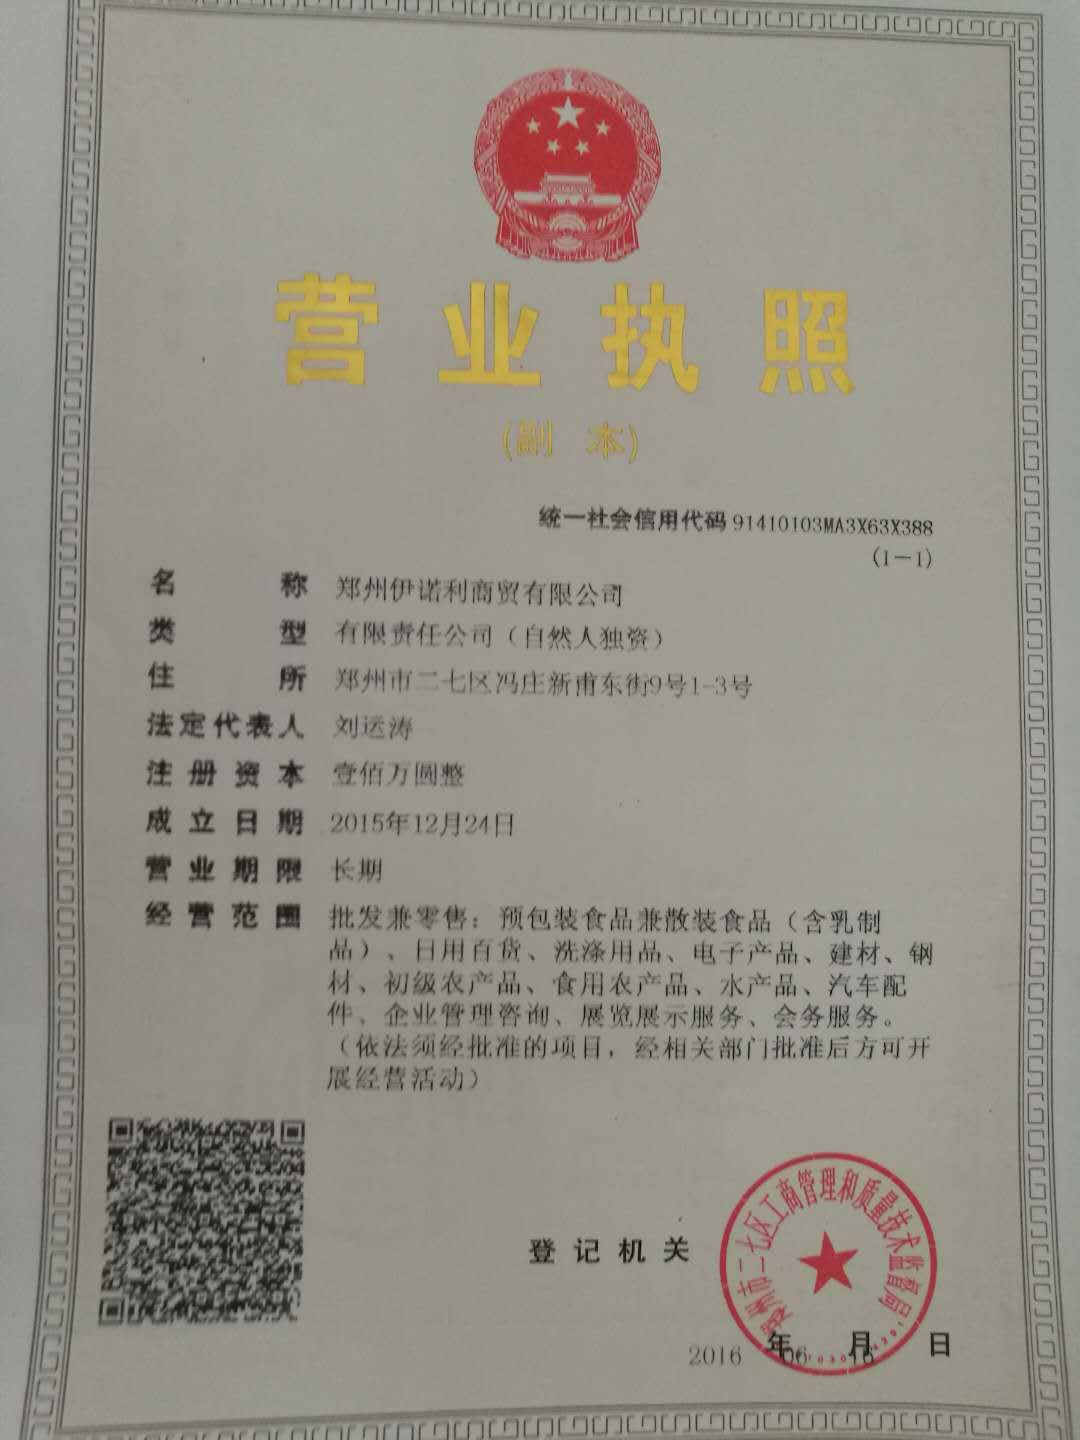 营业执照
(副本)
统一社会信用代码 91410103MA3X63X388
(1-1)
名称 郑州伊诺利商贸有限公司
类型 有限责任公司（自然人独资）
住所 郑州市二七区冯庄新甫东街9号1-3号
法定代表人 刘运涛
注册资本 壹佰万圆整
成立日期 2015年12月24日
营业期限 长期
经营范围 批发兼零售：预包装食品兼散装食品（含乳制
品）、日用百货、洗涤用品、电子产品、建材、钢
材、初级农产品、食用农产品、水产品、汽车配
件、企业管理咨询、展览展示服务、会务服务。
（依法须经批准的项目，经相关部门批准后方可开
展经营活动）
郑州市二七区工商管理和质量技术监督局
登记机关
2016年06月16日